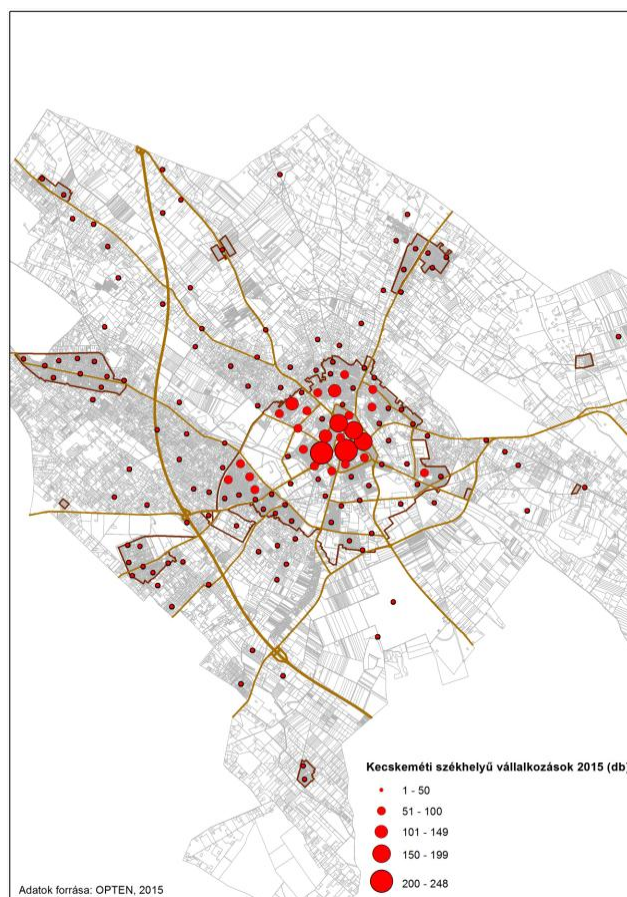 Kecskeméti székhelyű vállalkozások 2015 (db)
1 - 50
51 - 100
101 - 149
150 - 199
200 - 248
Adatok forrása: OPTEN, 2015